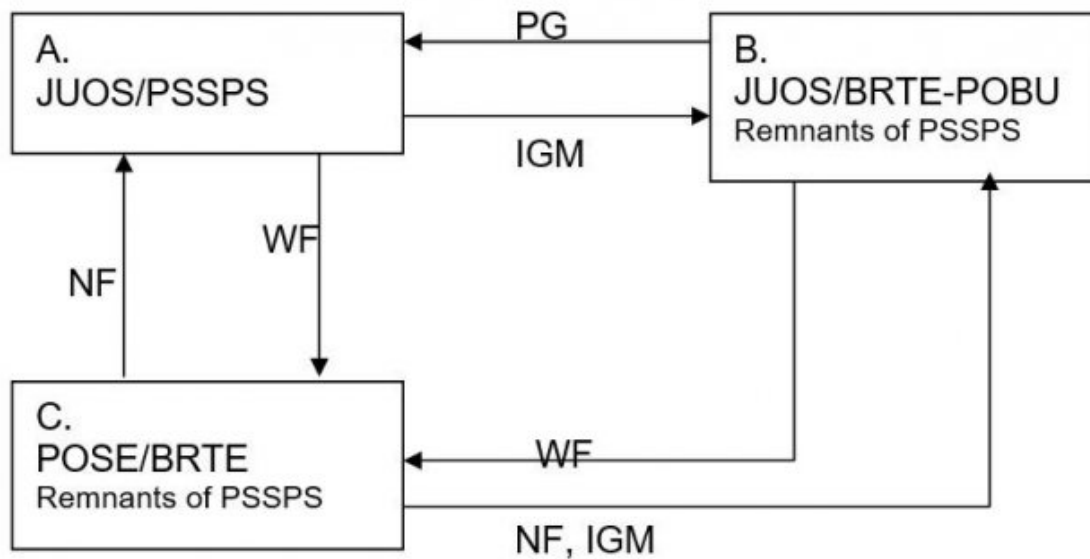 PG
A.
JUOS/PSSPS
B.
JUOS/BRTE-POBU
Remnants of PSSPS
IGM
WF
NF
C.
POSE/BRTE
Remnants of PSSPS
WF
NF, IGM